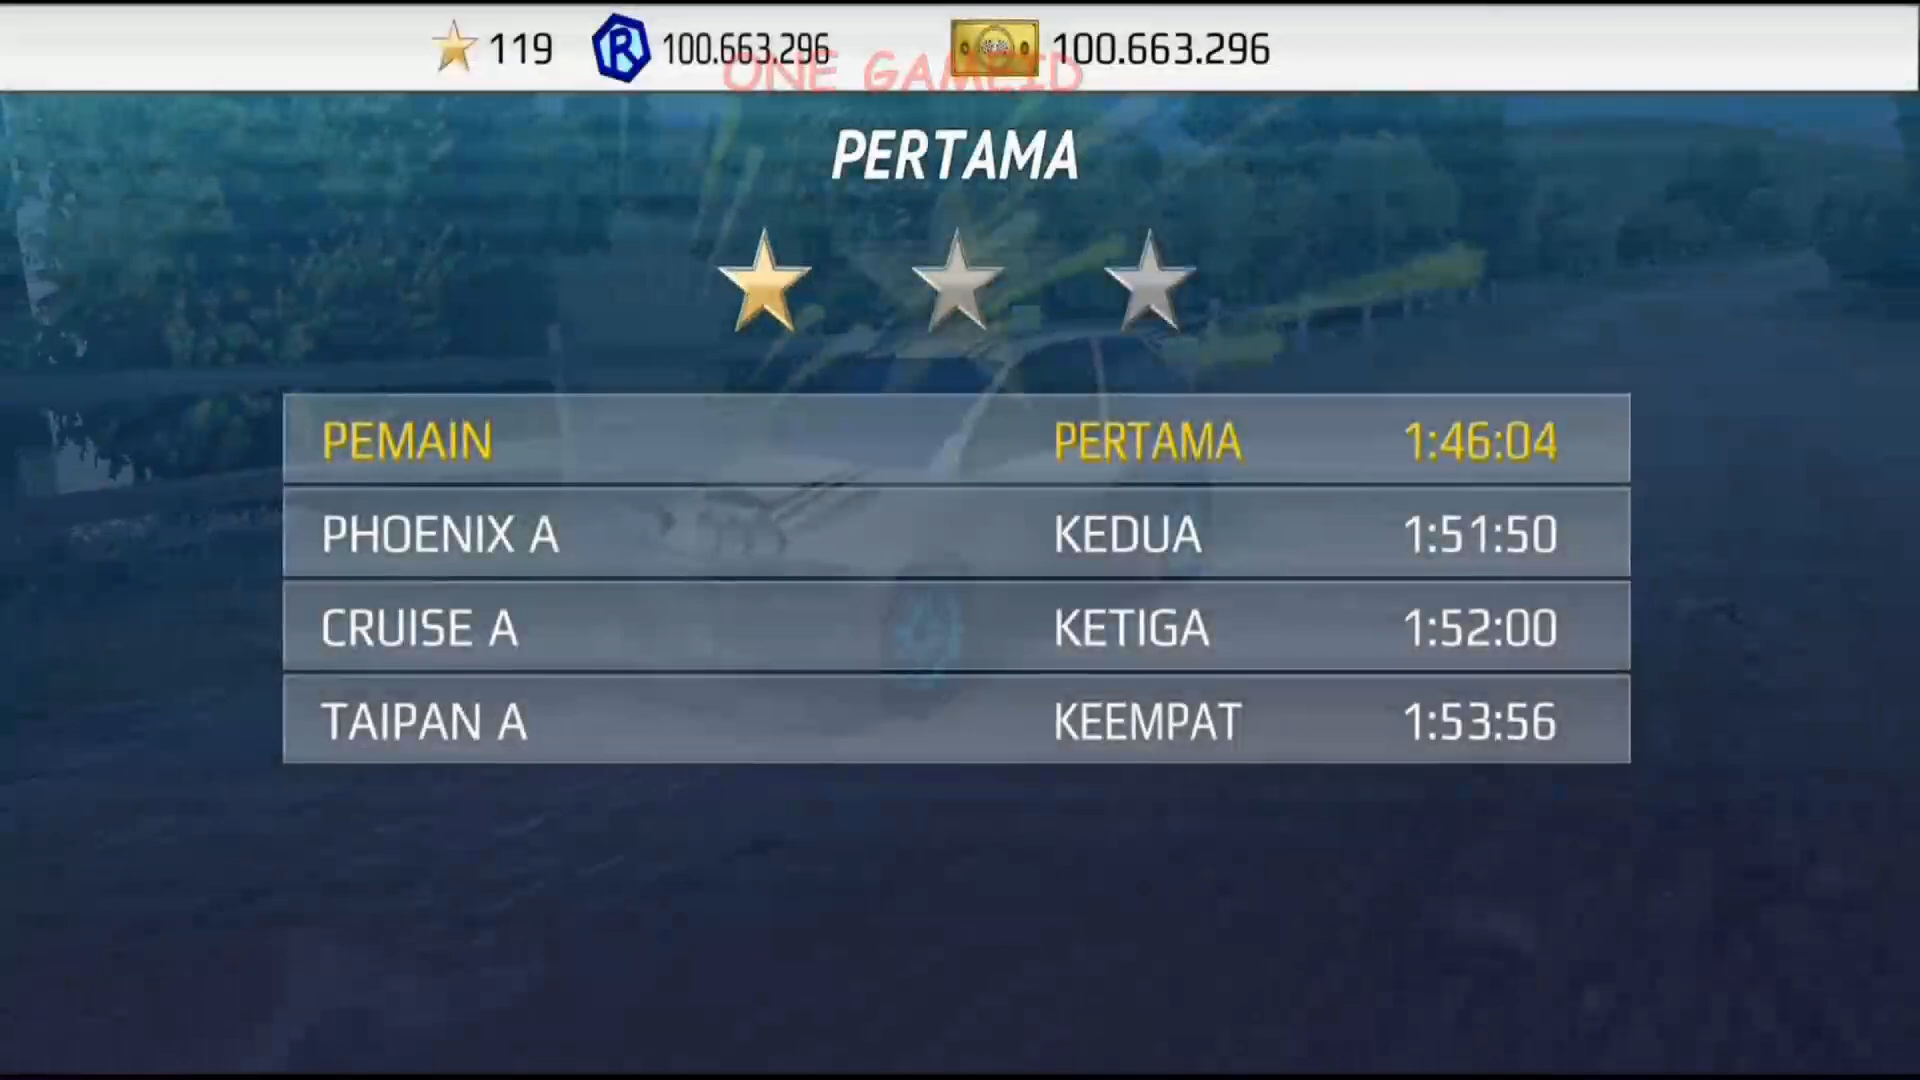 119 R 100.663.296 100.663.296
ONE GAMEID
PERTAMA
PEMAIN PERTAMA 1:46:04
PHOENIX A KEDUA 1:51:50
CRUISE A KETIGA 1:52:00
TAIPAN A KEEMPAT 1:53:56